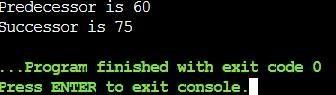 Predecessor is 60
Successor is 75
...Program finished with exit code 0
Press ENTER to exit console.